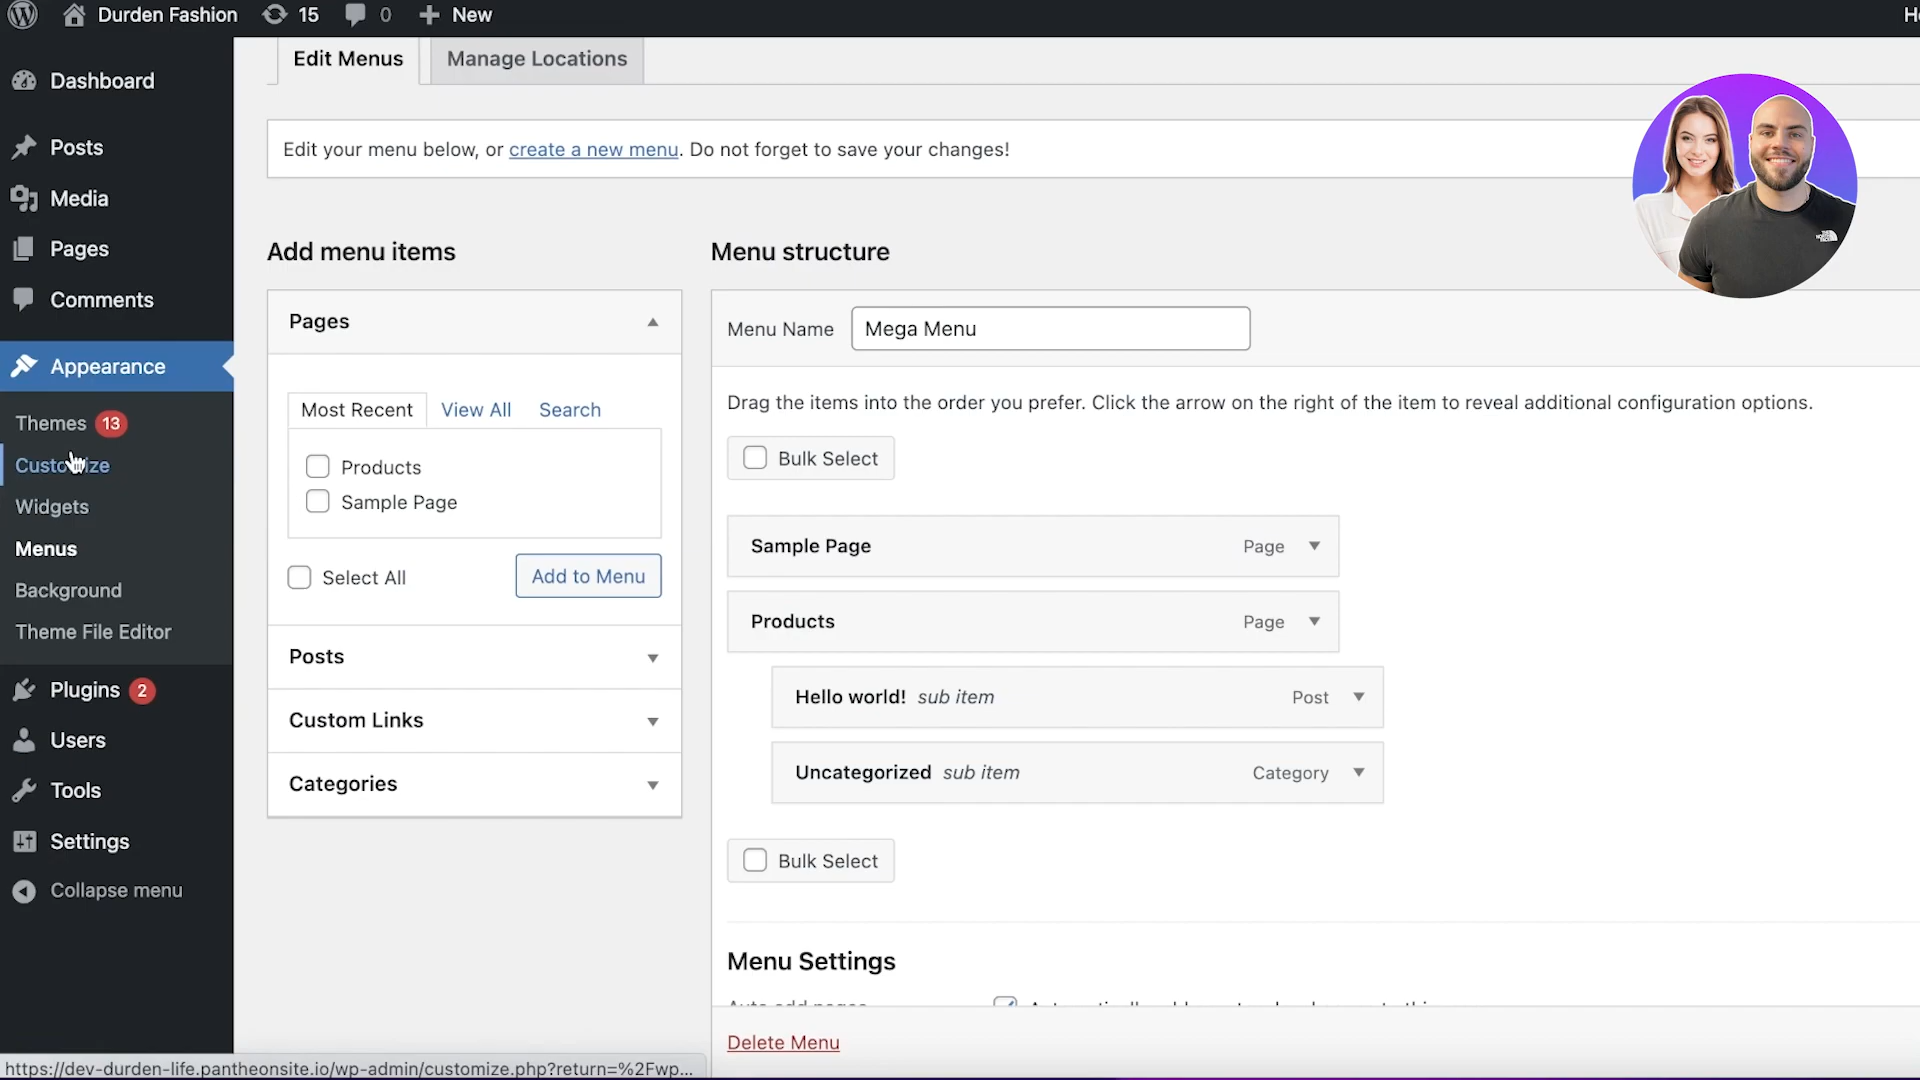 Durden Fashion 15 0 New
Edit Menus Manage Locations
Dashboard
Posts
Media
Pages
Comments
Appearance
Themes 13
Customize
Widgets
Menus
Background
Theme File Editor
Plugins 2
Users
Tools
Settings
Collapse menu
Edit your menu below, or create a new menu. Do not forget to save your changes!
Add menu items
Pages
Most Recent View All Search
Products
Sample Page
Select All Add to Menu
Posts
Custom Links
Categories
Menu structure
Menu Name Mega Menu
Drag the items into the order you prefer. Click the arrow on the right of the item to reveal additional configuration options.
Bulk Select
Sample Page Page
Products Page
Hello world! sub item Post
Uncategorized sub item Category
Bulk Select
Menu Settings
Delete Menu
https://dev-durden-life.pantheonsite.io/wp-admin/customize.php?return=%2Fwp...